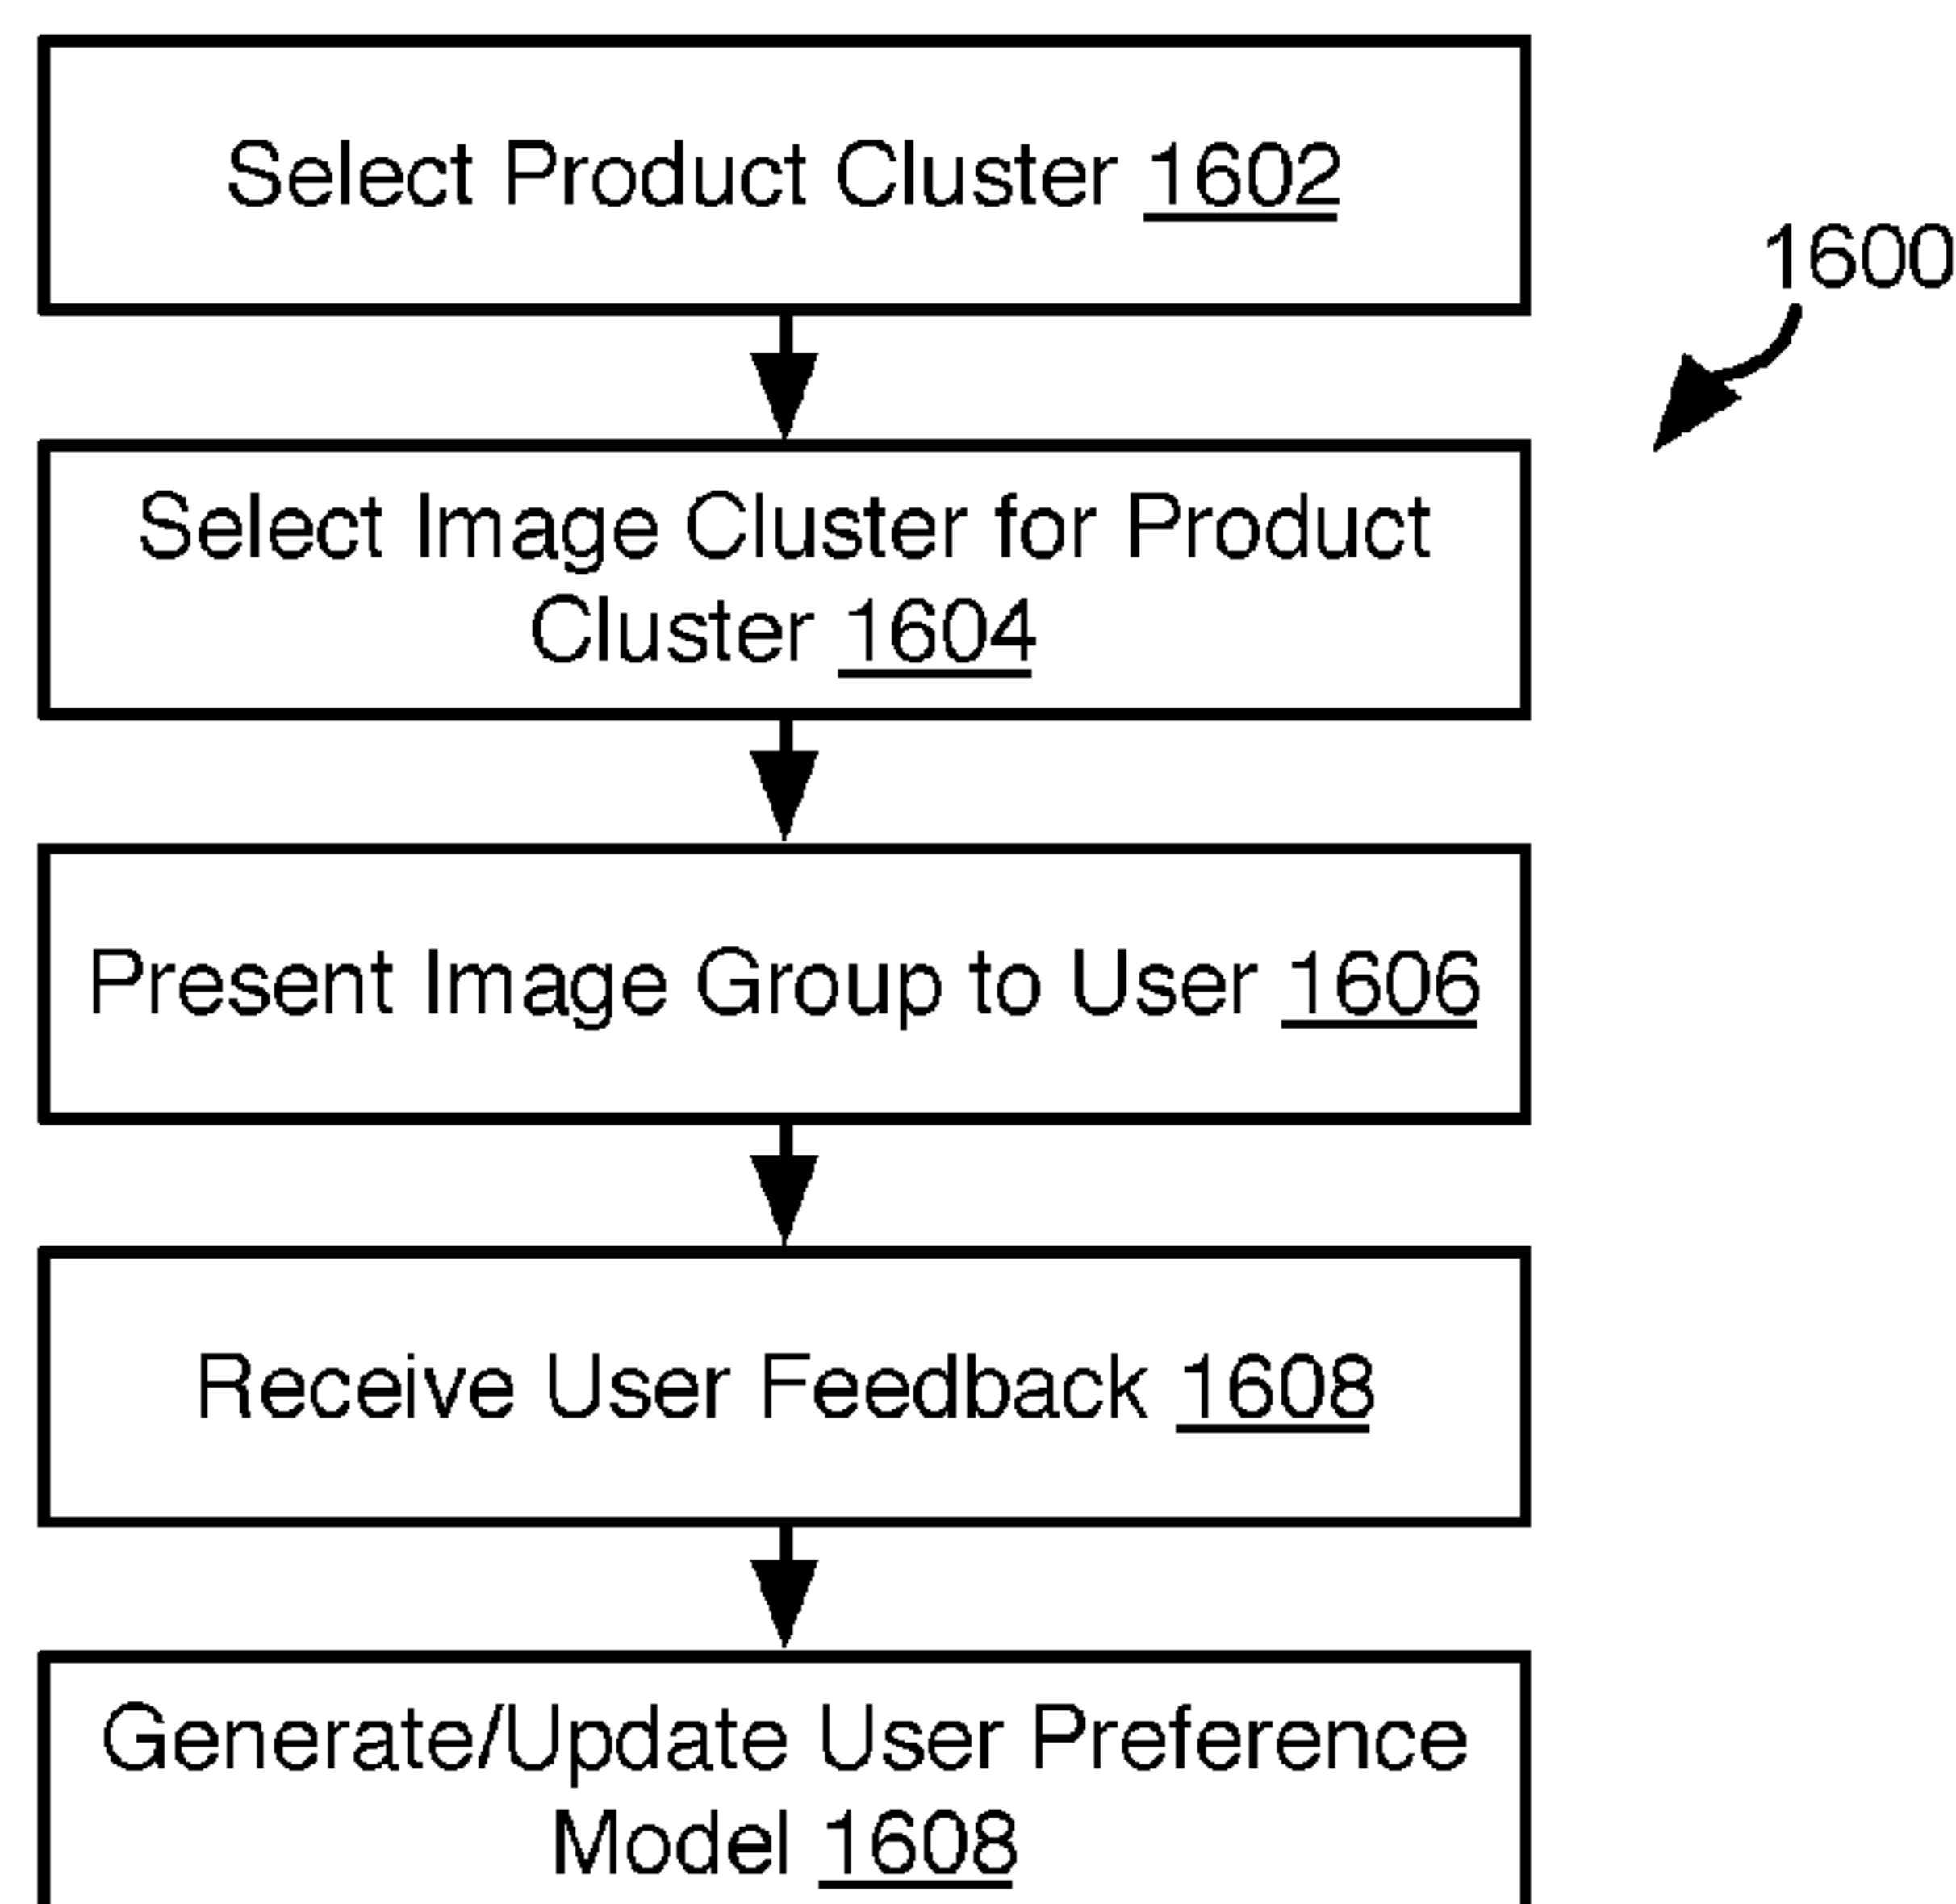 Select Product Cluster 1602
1600
Select Image Cluster for Product
Cluster 1604
Present Image Group to User 1606
Receive User Feedback 1608
Generate/Update User Preference
Model 1608